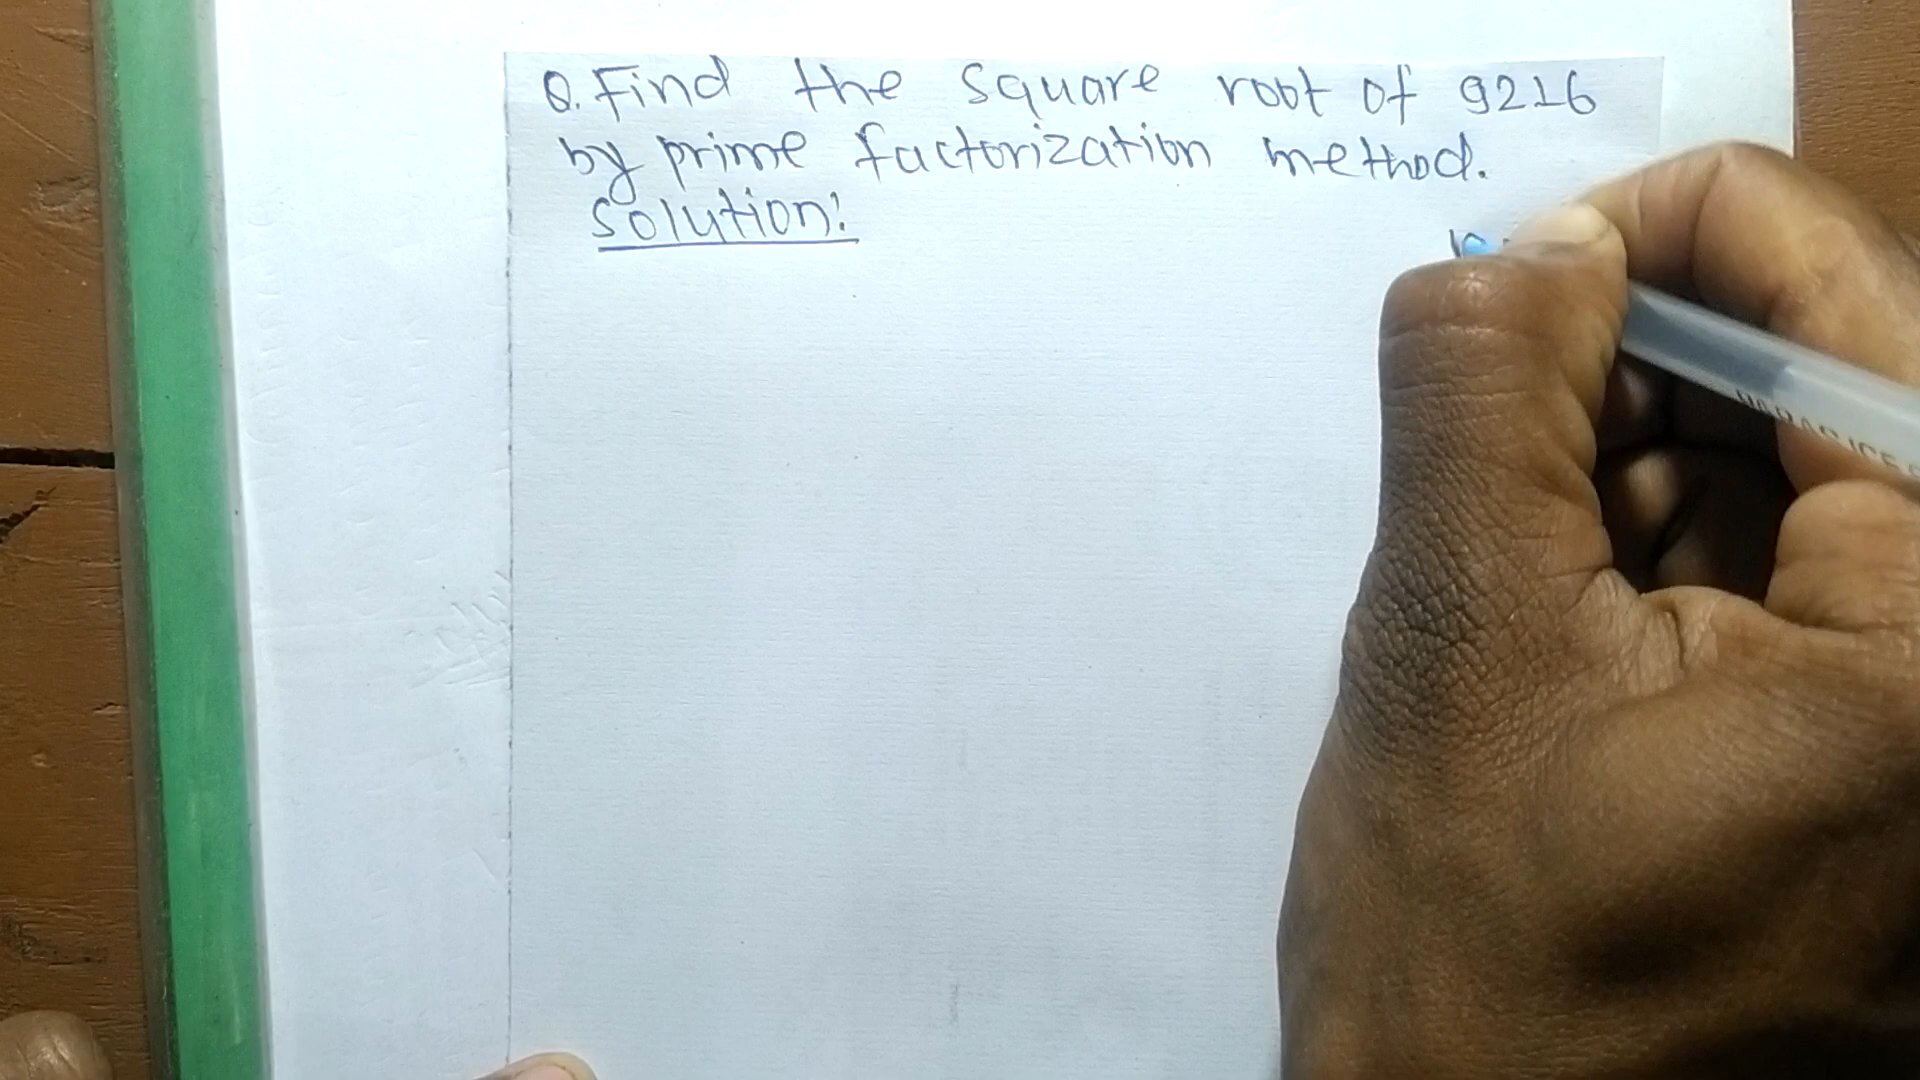 Q. Find the square root of 9216
by prime factorization method.
Solution: